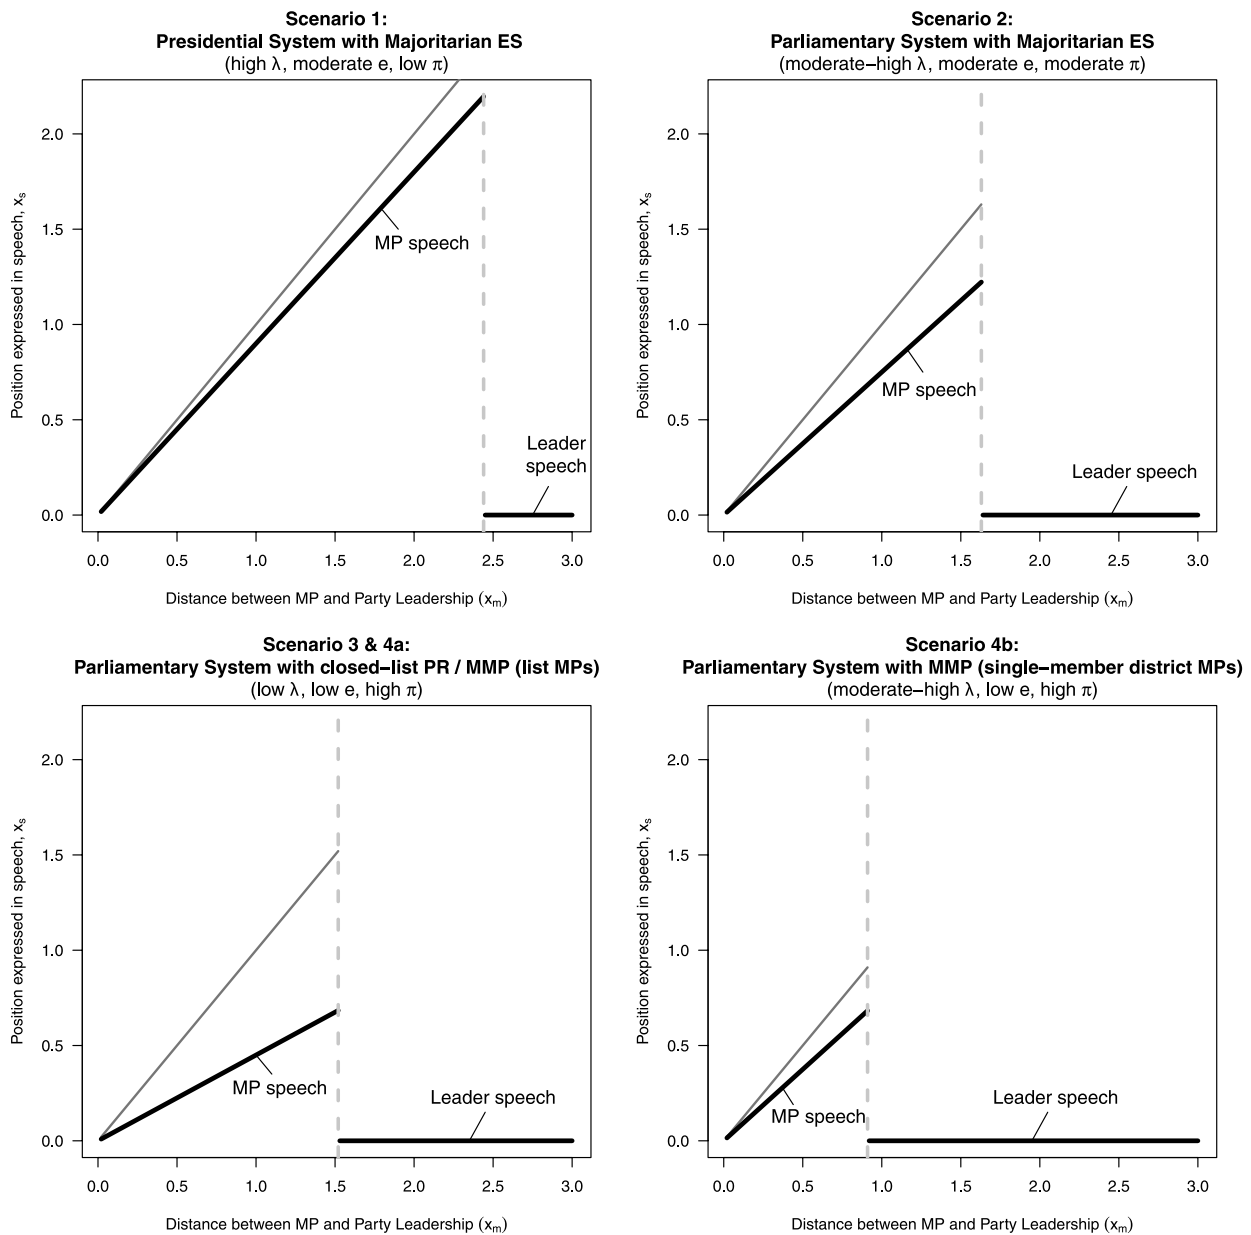 Scenario 1:
Presidential System with Majoritarian ES
(high λ, moderate e, low π)
Position expressed in speech, xₛ
2.0
1.5
1.0
0.5
0.0
MP speech
Leader
speech
0.0 0.5 1.0 1.5 2.0 2.5 3.0
Distance between MP and Party Leadership (xₘ)
Scenario 2:
Parliamentary System with Majoritarian ES
(moderate−high λ, moderate e, moderate π)
Position expressed in speech, xₛ
2.0
1.5
1.0
0.5
0.0
MP speech
Leader speech
0.0 0.5 1.0 1.5 2.0 2.5 3.0
Distance between MP and Party Leadership (xₘ)
Scenario 3 & 4a:
Parliamentary System with closed−list PR / MMP (list MPs)
(low λ, low e, high π)
Position expressed in speech, xₛ
2.0
1.5
1.0
0.5
0.0
MP speech
Leader speech
0.0 0.5 1.0 1.5 2.0 2.5 3.0
Distance between MP and Party Leadership (xₘ)
Scenario 4b:
Parliamentary System with MMP (single−member district MPs)
(moderate−high λ, low e, high π)
Position expressed in speech, xₛ
2.0
1.5
1.0
0.5
0.0
MP speech
Leader speech
0.0 0.5 1.0 1.5 2.0 2.5 3.0
Distance between MP and Party Leadership (xₘ)